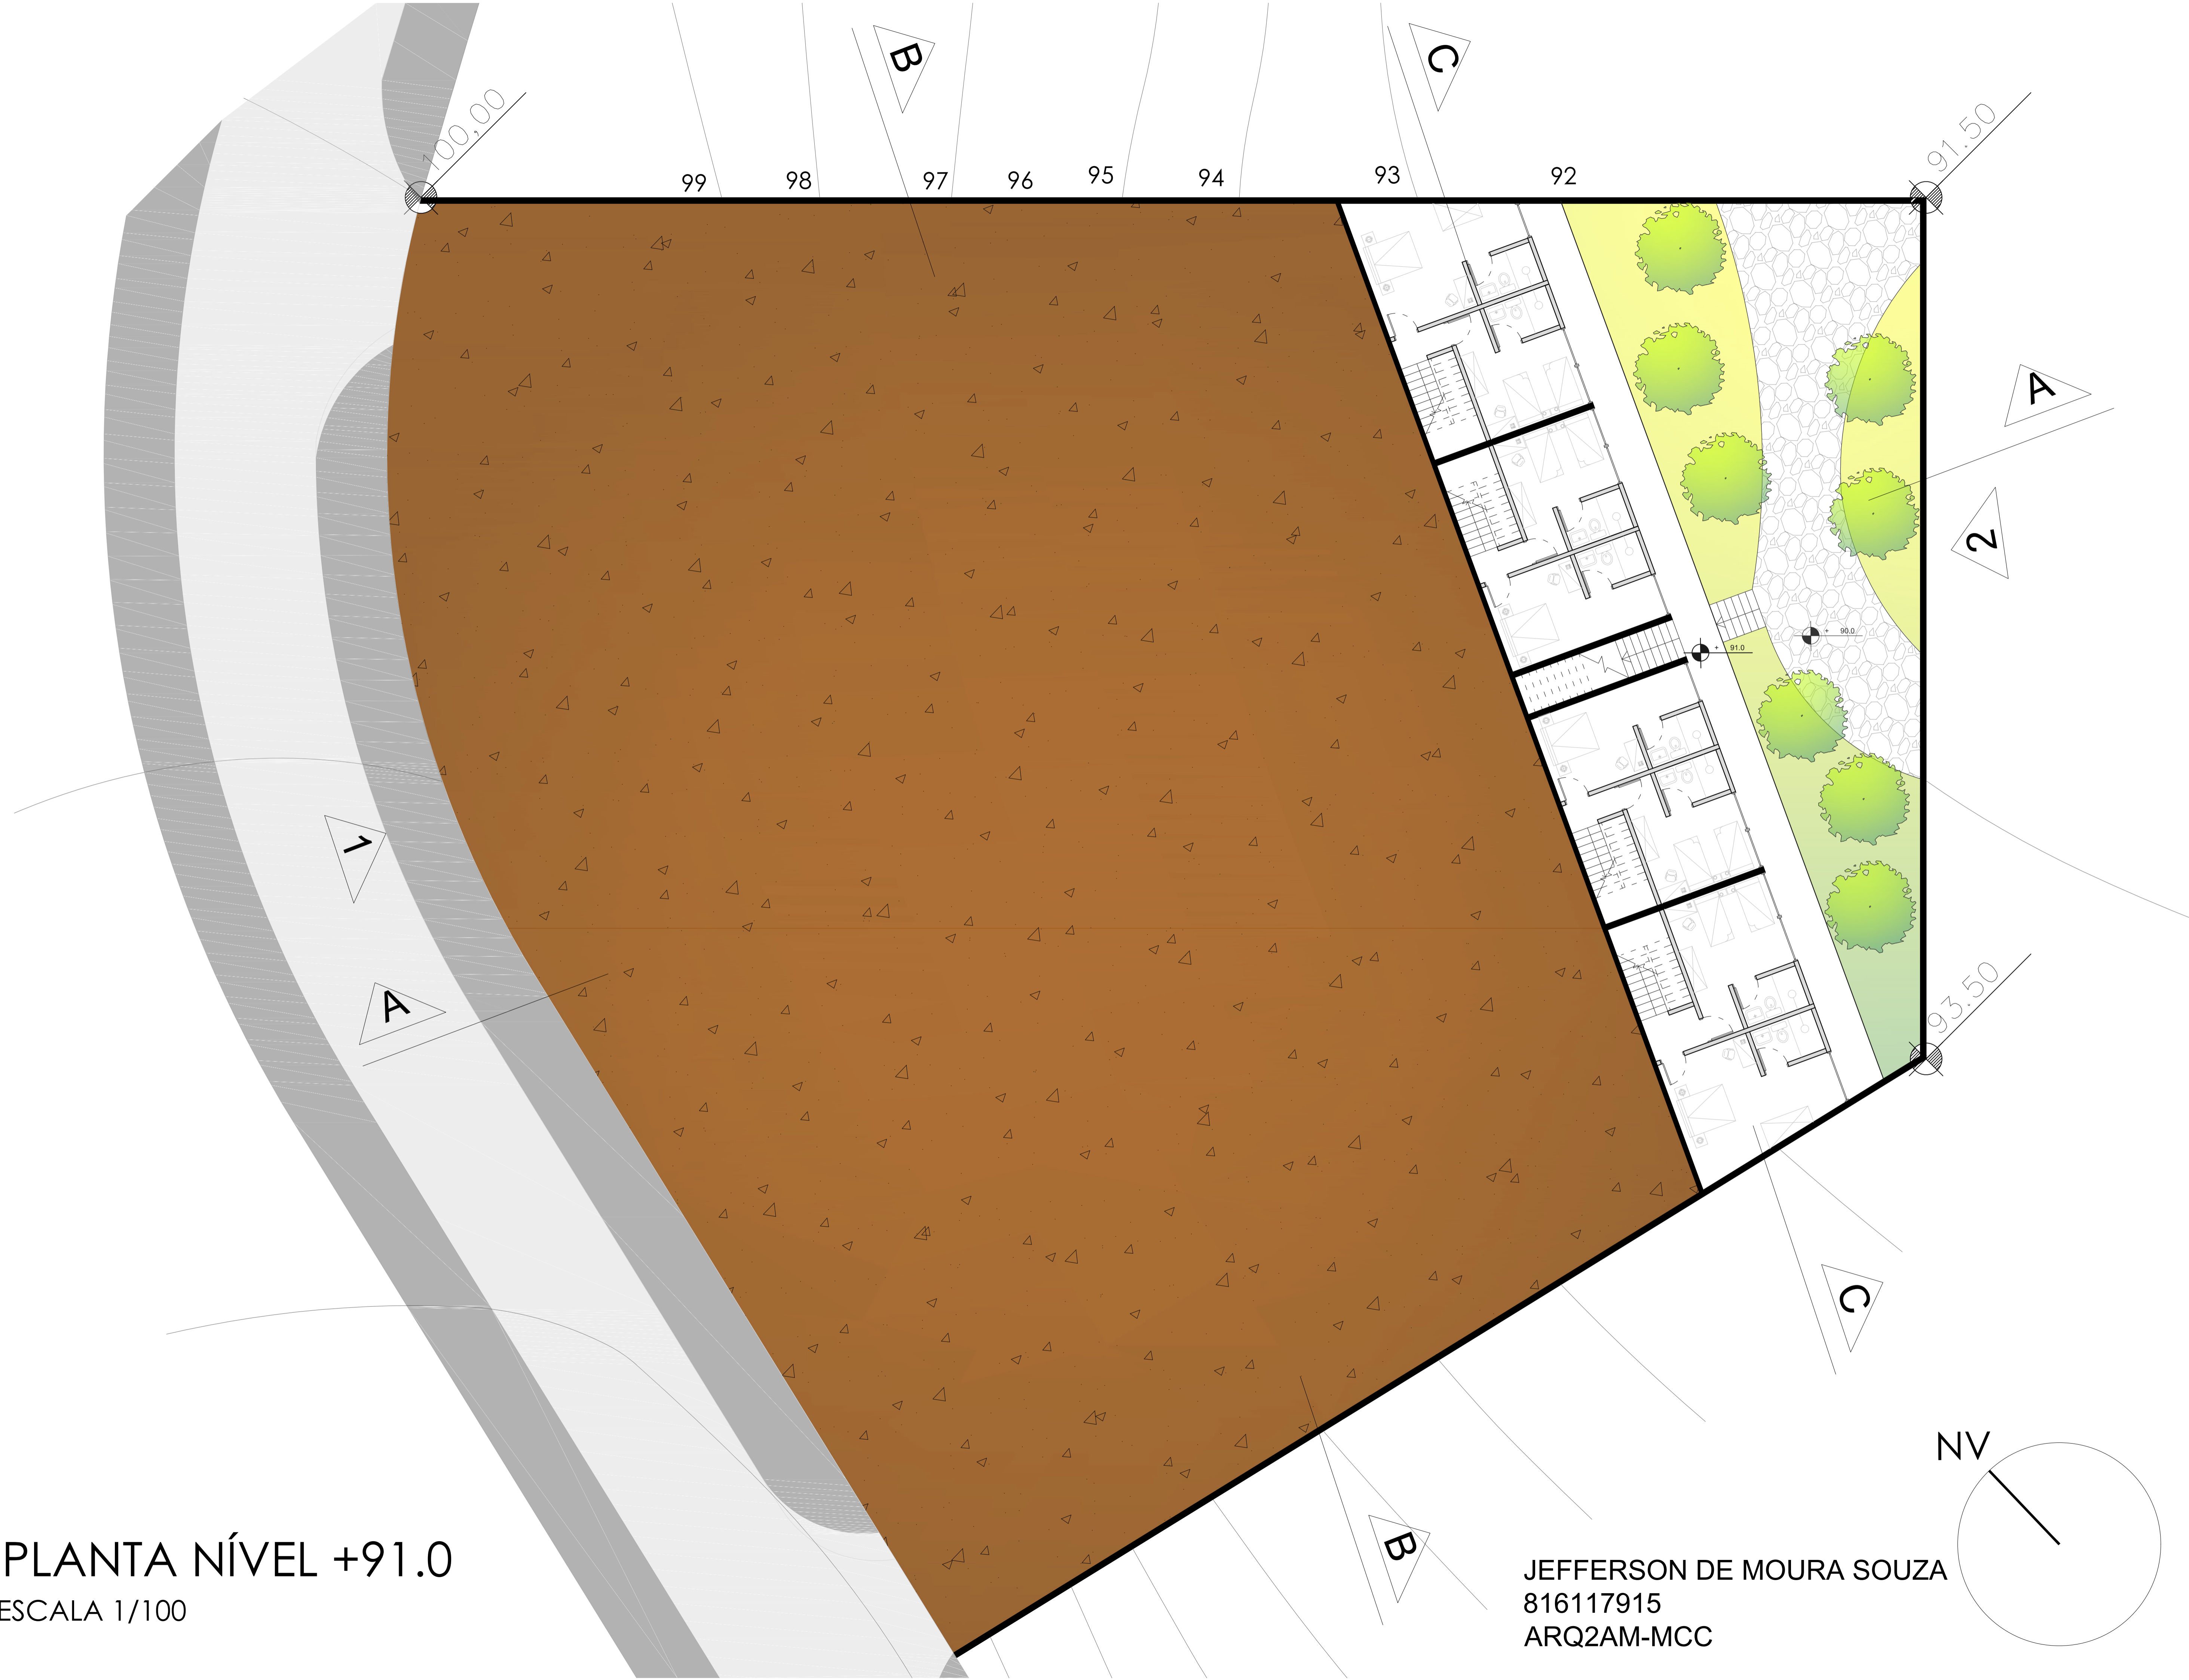 B
C
100,00
91.50
99 98 97 96 95 94 93 92
A
2
+ 90.0
+ 91.0
1
A
93.50
C
NV
B
PLANTA NÍVEL +91.0
ESCALA 1/100
JEFFERSON DE MOURA SOUZA
816117915
ARQ2AM-MCC